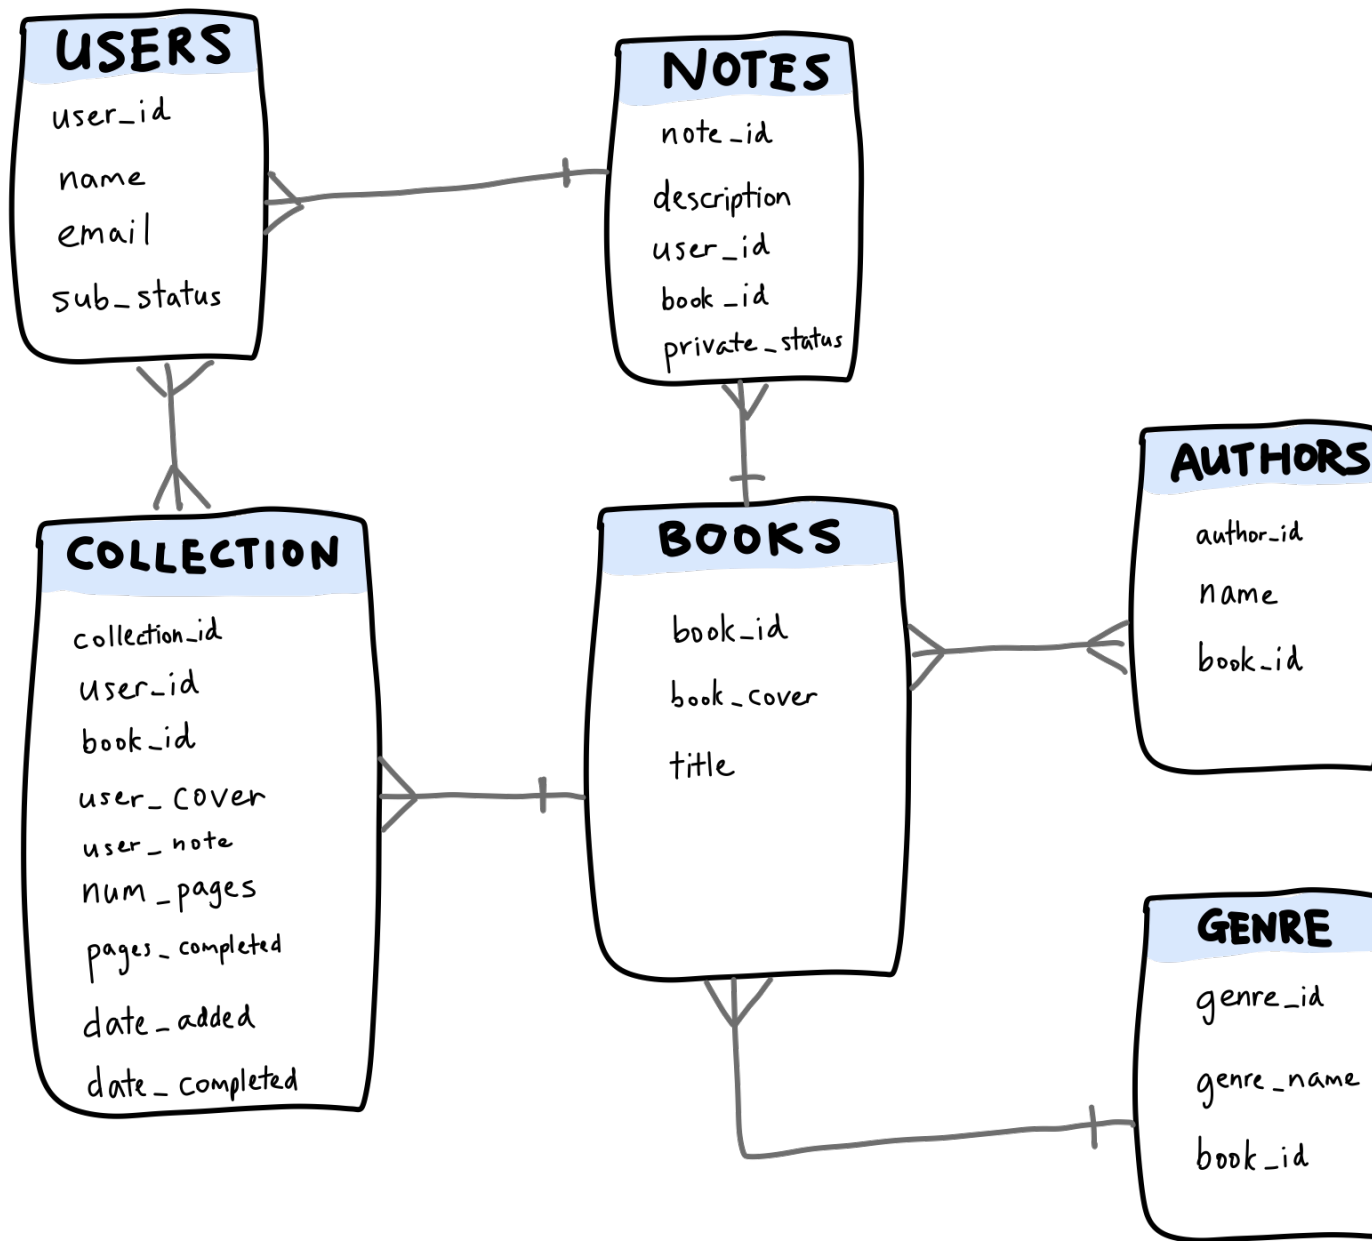 USERS
user_id
name
email
sub_status
NOTES
note_id
description
user_id
book_id
private_status
COLLECTION
collection_id
user_id
book_id
user_cover
user_note
num_pages
pages_completed
date_added
date_completed
BOOKS
book_id
book_cover
title
AUTHORS
author_id
name
book_id
GENRE
genre_id
genre_name
book_id